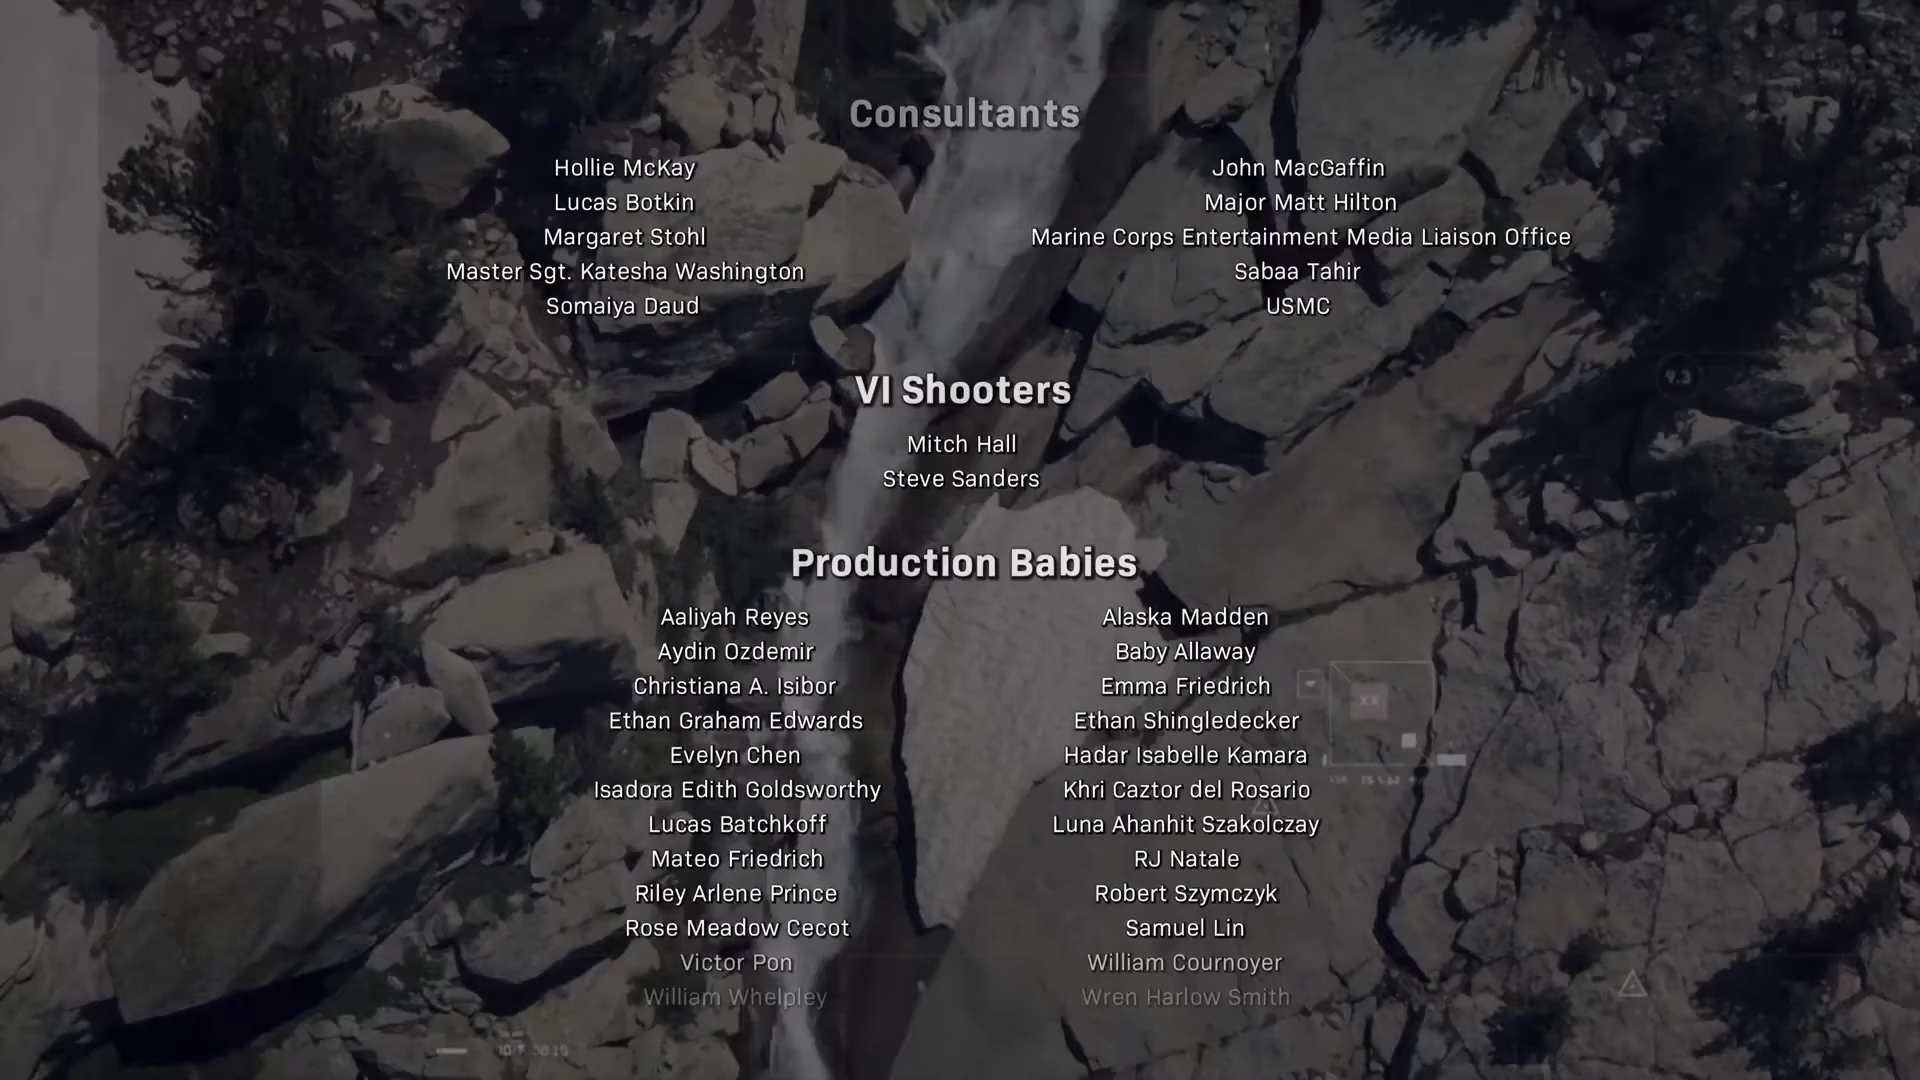 Consultants
Hollie McKay
John MacGaffin
Lucas Botkin
Major Matt Hilton
Margaret Stohl
Marine Corps Entertainment Media Liaison Office
Master Sgt. Katesha Washington
Sabaa Tahir
Somaiya Daud
USMC
VI Shooters
9.3
Mitch Hall
Steve Sanders
Production Babies
Aaliyah Reyes
Alaska Madden
Aydin Ozdemir
Baby Allaway
Christiana A. Isibor
Emma Friedrich
Ethan Graham Edwards
Ethan Shingledecker
Evelyn Chen
Hadar Isabelle Kamara
Isadora Edith Goldsworthy
Khri Caztor del Rosario
Lucas Batchkoff
Luna Ahanhit Szakolczay
Mateo Friedrich
RJ Natale
Riley Arlene Prince
Robert Szymczyk
Rose Meadow Cecot
Samuel Lin
Victor Pon
William Cournoyer
William Whelpley
Wren Harlow Smith